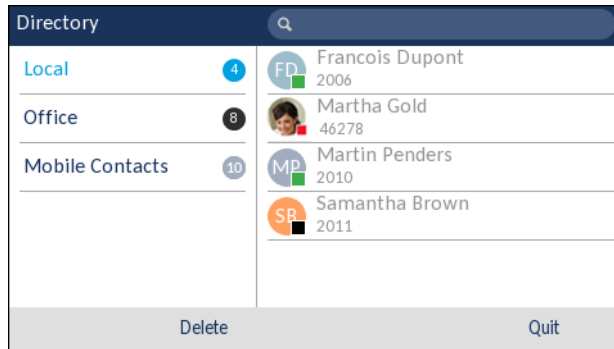 Directory
Local
4
Office
8
Mobile Contacts
10
FD
Francois Dupont
2006
Martha Gold
46278
MP
Martin Penders
2010
SB
Samantha Brown
2011
Delete
Quit